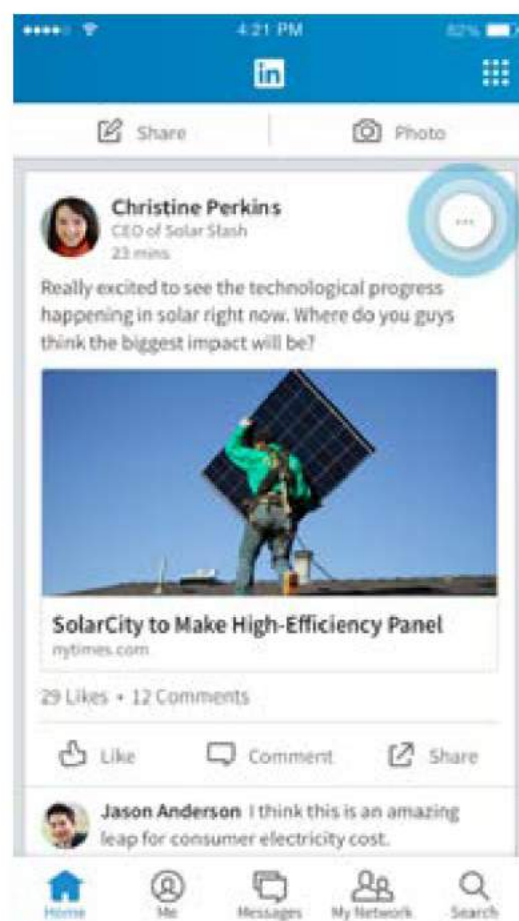 4:21 PM
82%
in
Share
Photo
Christine Perkins
CEO of Solar Slash
23 mins
...
Really excited to see the technological progress
happening in solar right now. Where do you guys
think the biggest impact will be?
SolarCity to Make High-Efficiency Panel
nytimes.com
29 Likes • 12 Comments
Like
Comment
Share
Jason Anderson I think this is an amazing
leap for consumer electricity cost.
Home
Me
Messages
My Network
Search